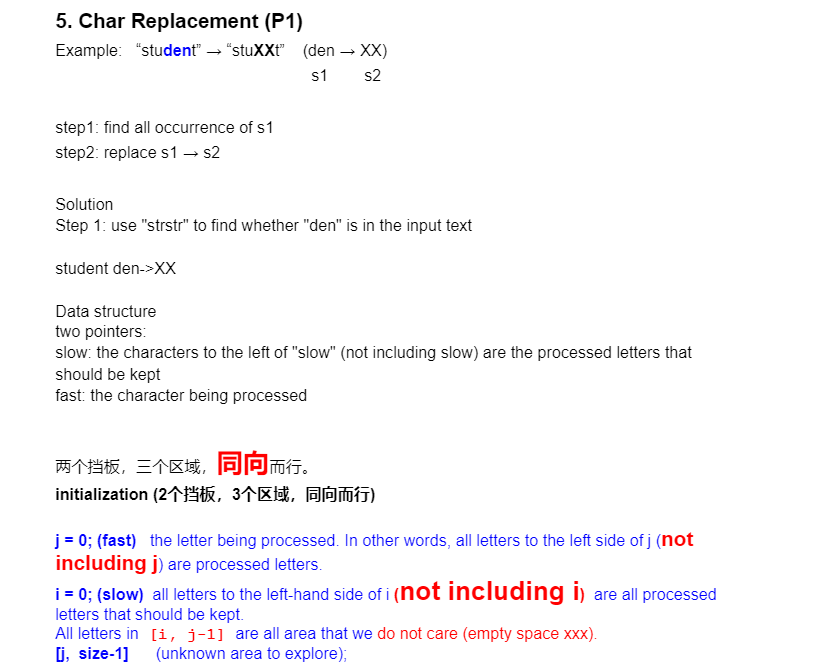 5. Char Replacement (P1)
Example: “student” → “stuXXt” (den → XX)
s1 s2
step1: find all occurrence of s1
step2: replace s1 → s2
Solution
Step 1: use "strstr" to find whether "den" is in the input text
student den->XX
Data structure
two pointers:
slow: the characters to the left of "slow" (not including slow) are the processed letters that
should be kept
fast: the character being processed
两个挡板，三个区域，同向而行。
initialization (2个挡板，3个区域，同向而行)
j = 0; (fast) the letter being processed. In other words, all letters to the left side of j (not
including j) are processed letters.
i = 0; (slow) all letters to the left-hand side of i (not including i) are all processed
letters that should be kept.
All letters in [i, j-1] are all area that we do not care (empty space xxx).
[j, size-1] (unknown area to explore);